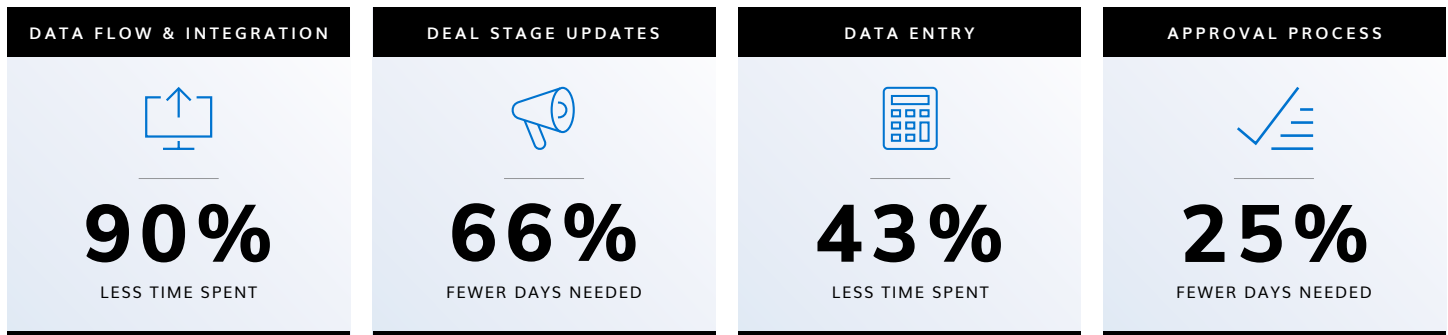 DATA FLOW & INTEGRATION
90%
LESS TIME SPENT
DEAL STAGE UPDATES
66%
FEWER DAYS NEEDED
DATA ENTRY
43%
LESS TIME SPENT
APPROVAL PROCESS
25%
FEWER DAYS NEEDED